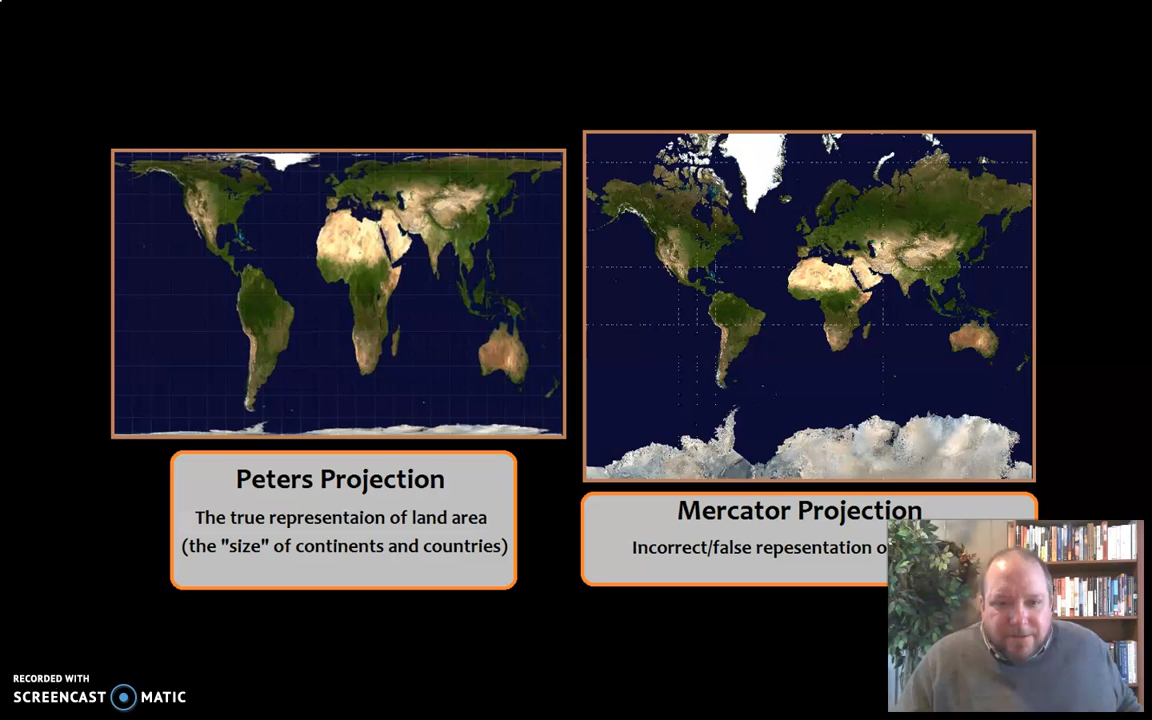 Peters Projection
The true representaion of land area
(the "size" of continents and countries)
Mercator Projection
Incorrect/false repesentation o
RECORDED WITH
SCREENCAST MATIC